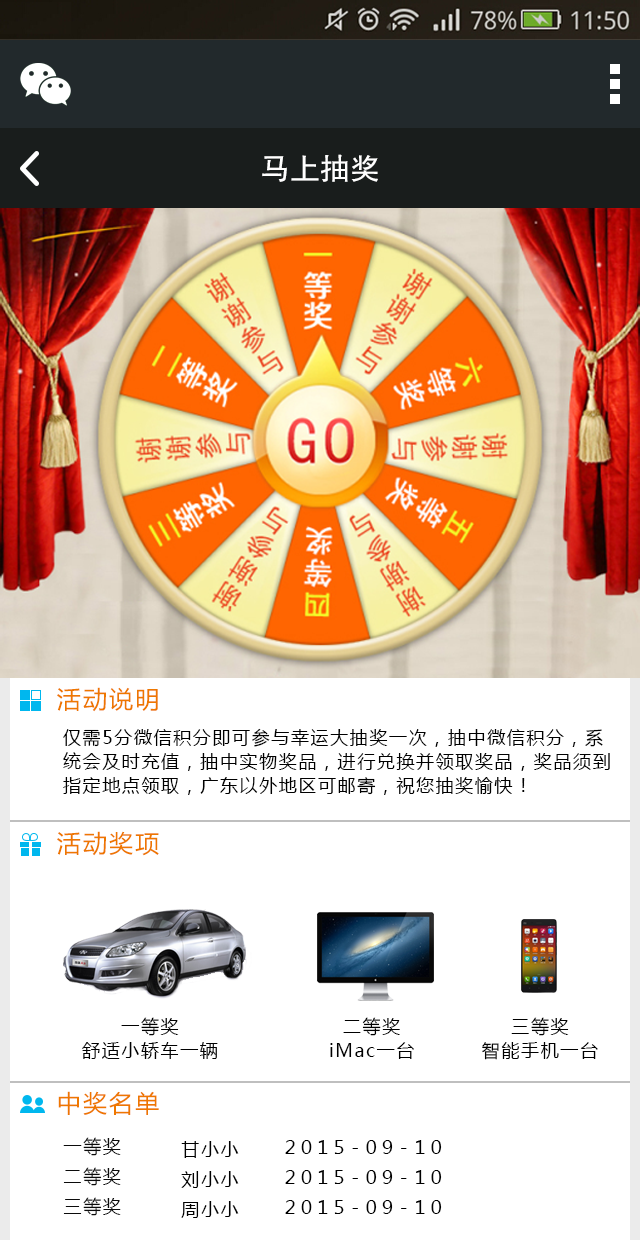 78% 11:50
马上抽奖
一等奖
谢谢参与
六等奖
谢谢参与
五等奖
谢谢参与
四等奖
谢谢参与
三等奖
谢谢参与
二等奖
谢谢参与
GO
活动说明
仅需5分微信积分即可参与幸运大抽奖一次，抽中微信积分，系
统会及时充值，抽中实物奖品，进行兑换并领取奖品，奖品须到
指定地点领取，广东以外地区可邮寄，祝您抽奖愉快！
活动奖项
一等奖 二等奖 三等奖
舒适小轿车一辆 iMac一台 智能手机一台
中奖名单
一等奖 甘小小 2015-09-10
二等奖 刘小小 2015-09-10
三等奖 周小小 2015-09-10